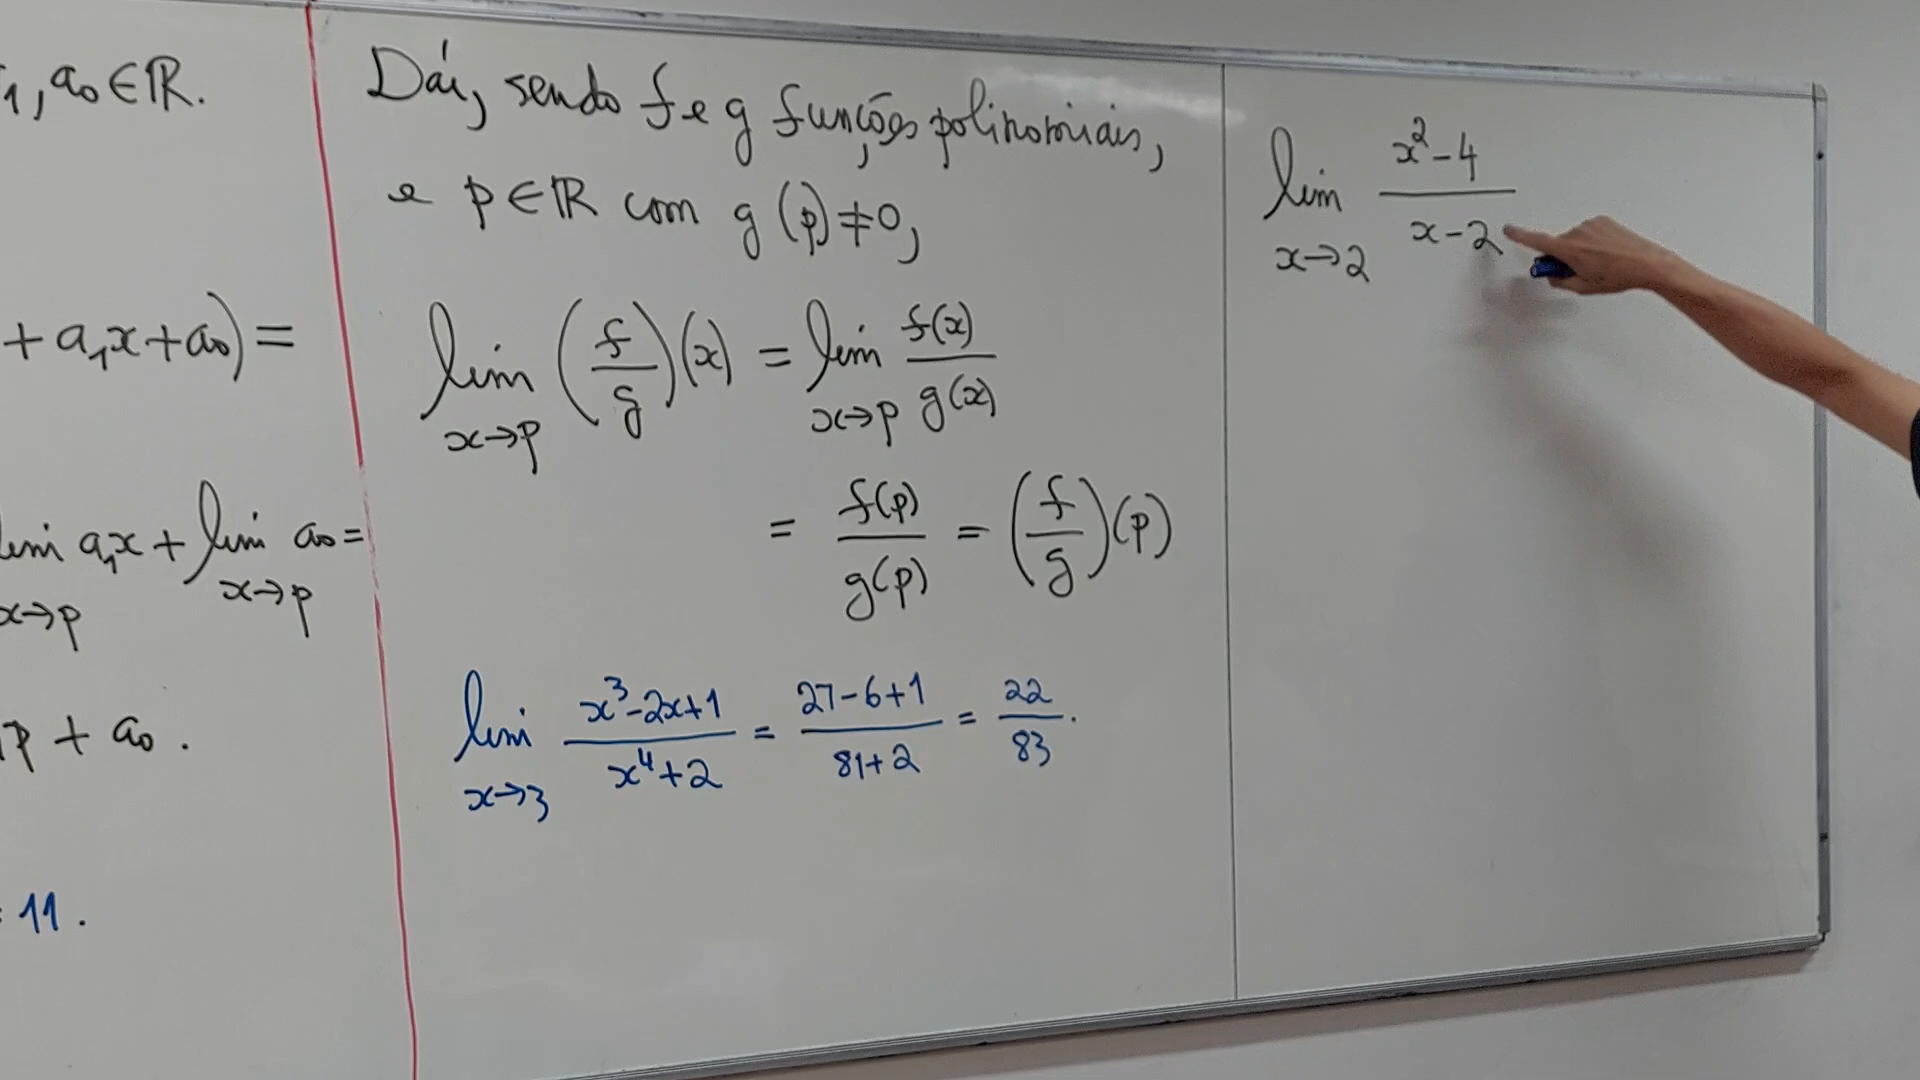 1, a₀ ∈ ℝ.
+ a₁x + a₀) =
lim a₁x + lim a₀ =
x→p x→p
p + a₀.
= 11.
Daí, sendo f e g funções polinomiais,
e p ∈ ℝ com g(p) ≠ 0,
lim (f/g)(x) = lim f(x)/g(x)
x→p x→p
= f(p)/g(p) = (f/g)(p)
lim (x³-2x+1)/(x⁴+2) = (27-6+1)/(81+2) = 22/83.
x→3
lim (x²-4)/(x-2)
x→2